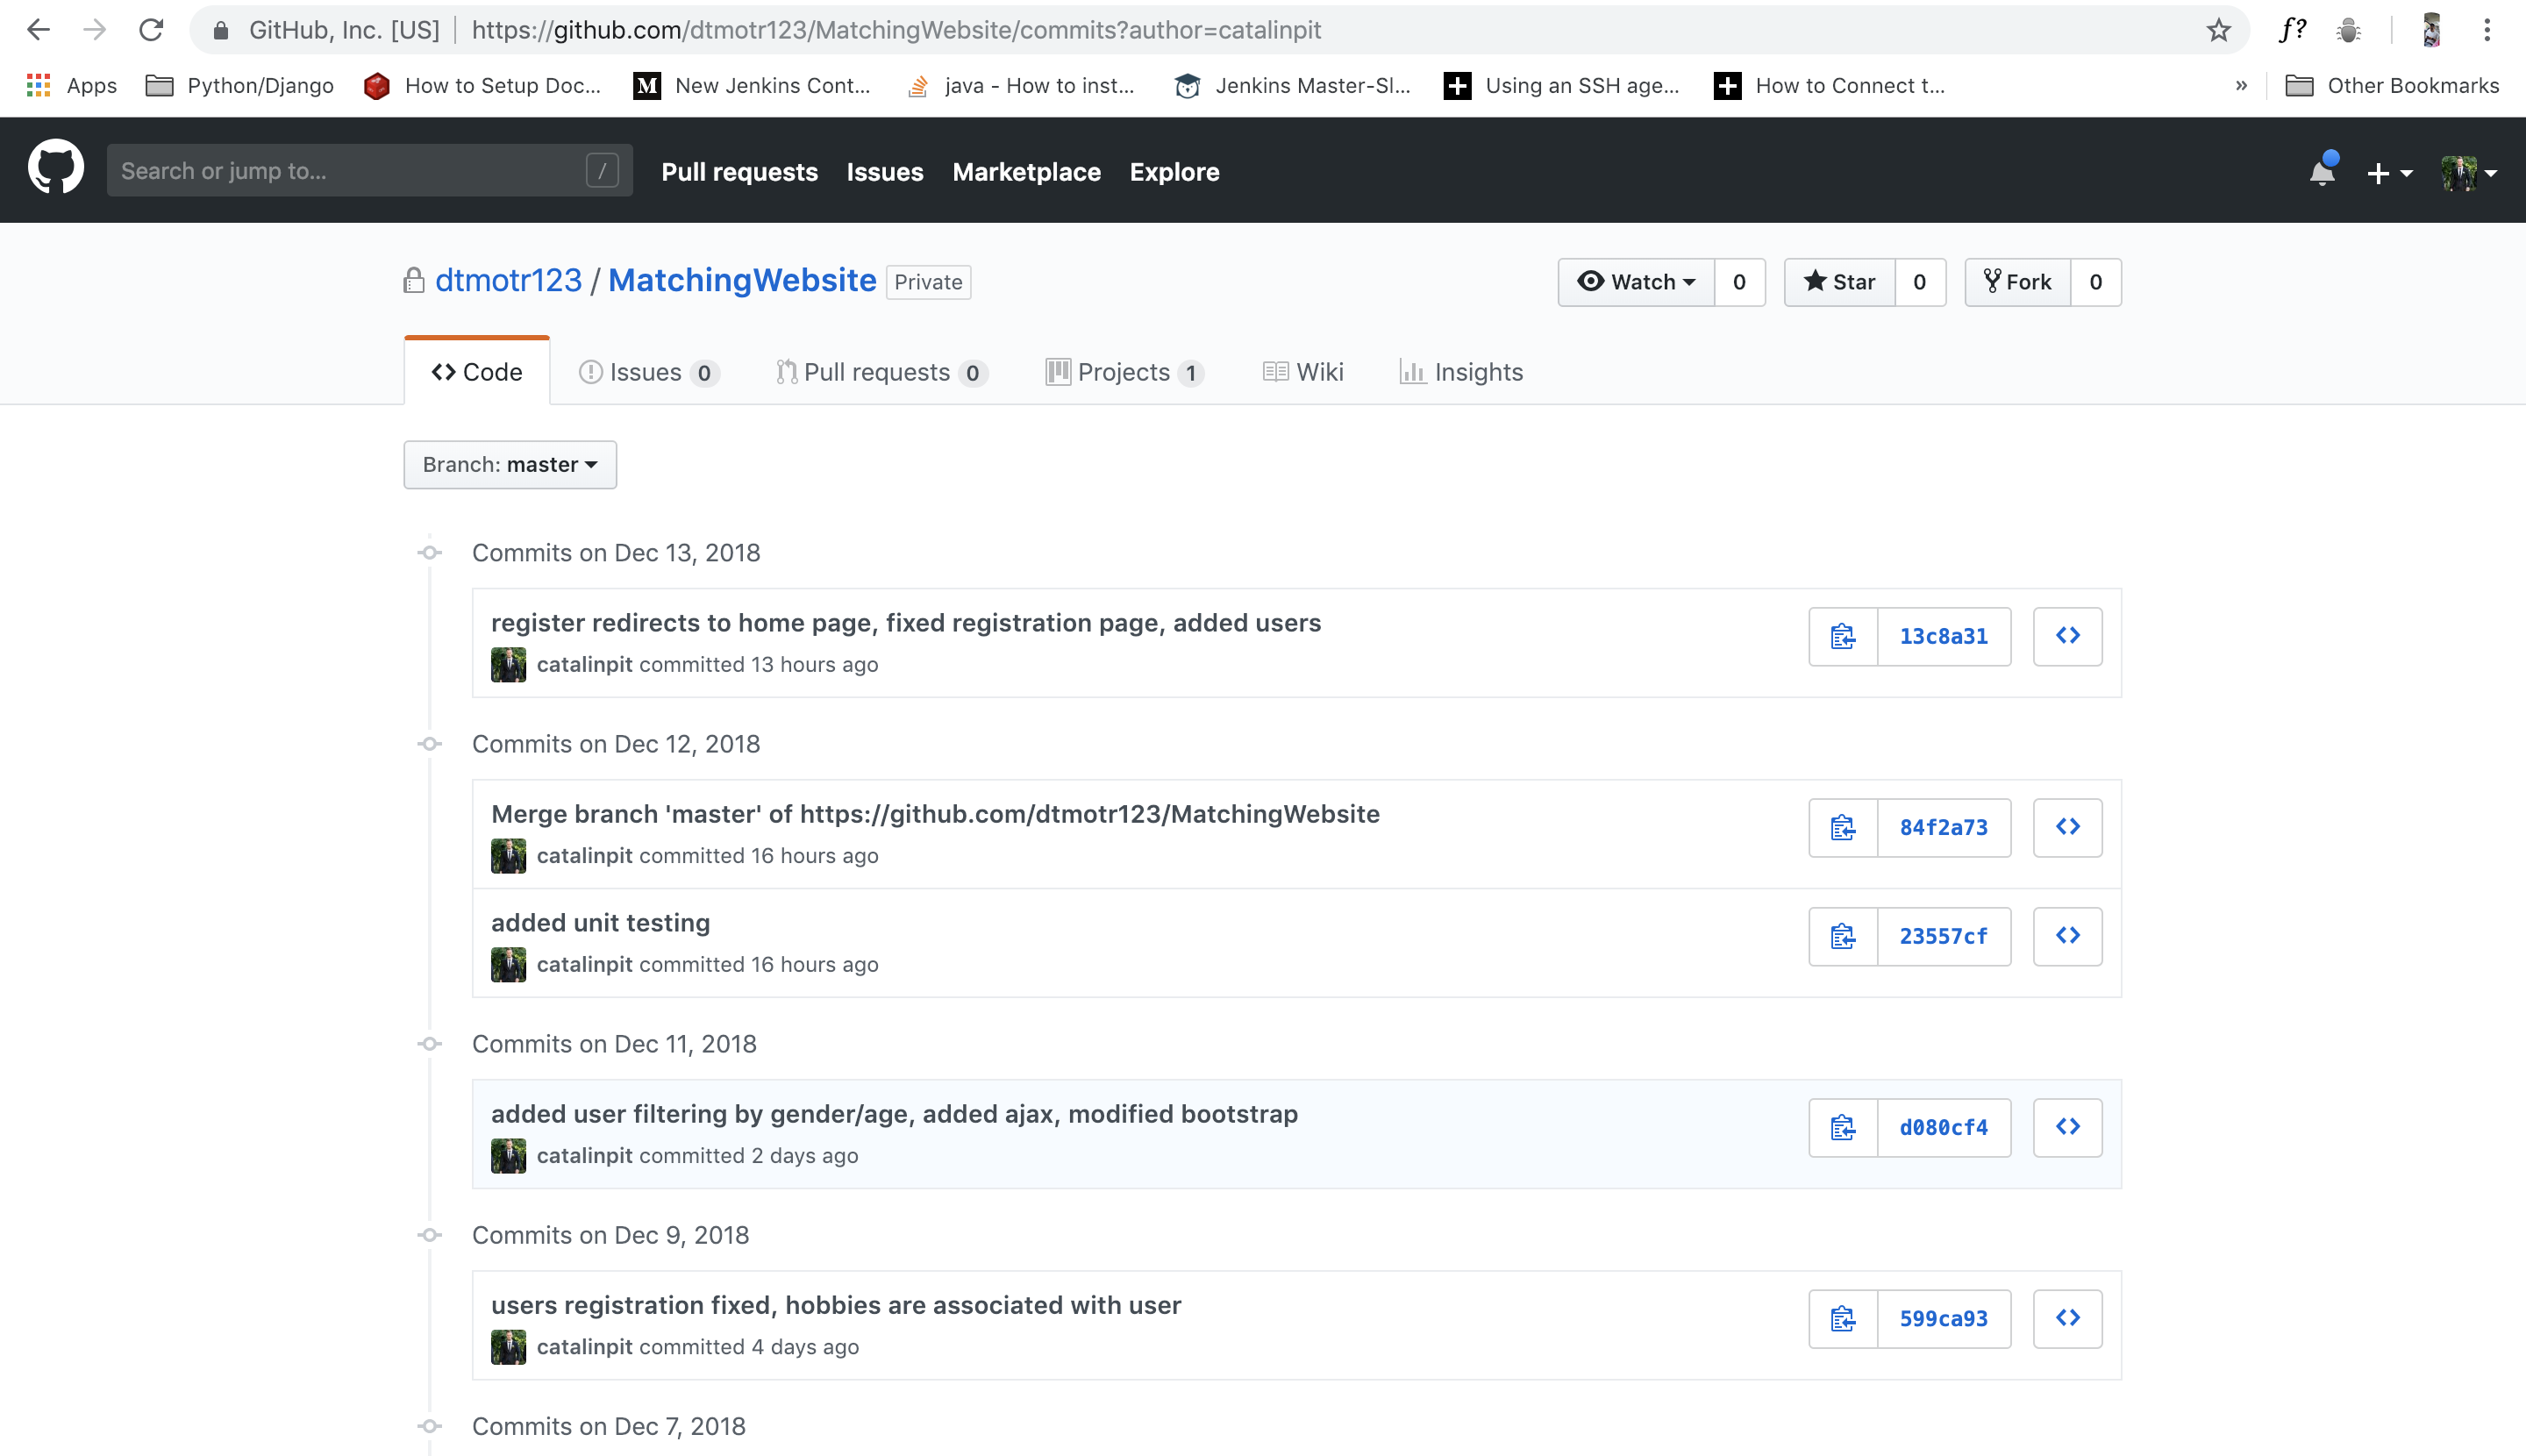 GitHub, Inc. [US] | https://github.com/dtmotr123/MatchingWebsite/commits?author=catalinpit
f?
Apps Python/Django How to Setup Doc... M New Jenkins Cont... java - How to inst... Jenkins Master-Sl... Using an SSH age... How to Connect t... » Other Bookmarks
Search or jump to... / Pull requests Issues Marketplace Explore
dtmotr123 / MatchingWebsite Private Watch 0 Star 0 Fork 0
Code Issues 0 Pull requests 0 Projects 1 Wiki Insights
Branch: master
Commits on Dec 13, 2018
register redirects to home page, fixed registration page, added users
13c8a31
catalinpit committed 13 hours ago
Commits on Dec 12, 2018
Merge branch 'master' of https://github.com/dtmotr123/MatchingWebsite
84f2a73
catalinpit committed 16 hours ago
added unit testing
23557cf
catalinpit committed 16 hours ago
Commits on Dec 11, 2018
added user filtering by gender/age, added ajax, modified bootstrap
d080cf4
catalinpit committed 2 days ago
Commits on Dec 9, 2018
users registration fixed, hobbies are associated with user
599ca93
catalinpit committed 4 days ago
Commits on Dec 7, 2018